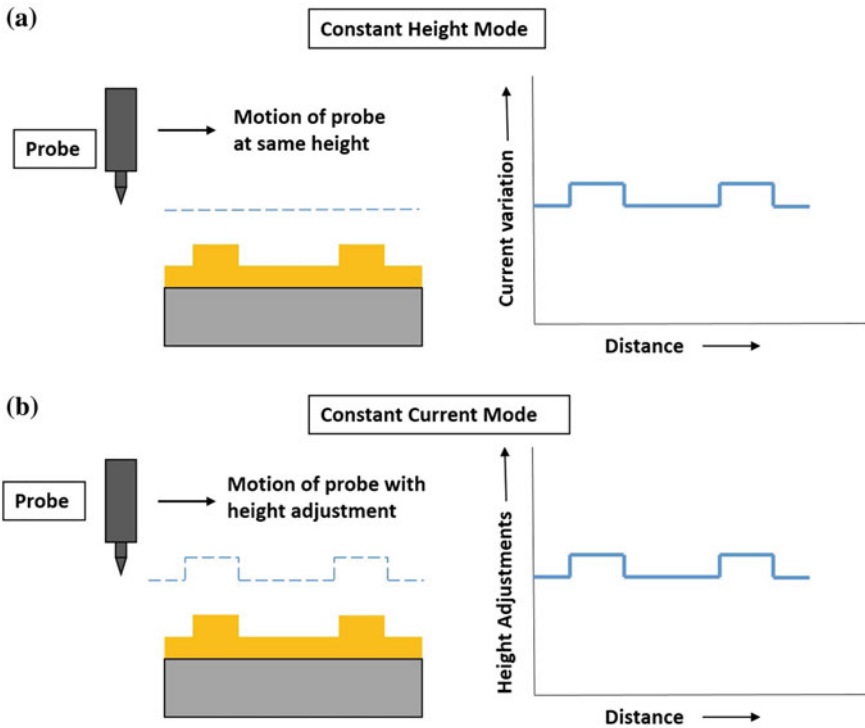 (a)
Constant Height Mode
Probe
Motion of probe
at same height
Current variation
Distance
(b)
Constant Current Mode
Probe
Motion of probe with
height adjustment
Height Adjustments
Distance